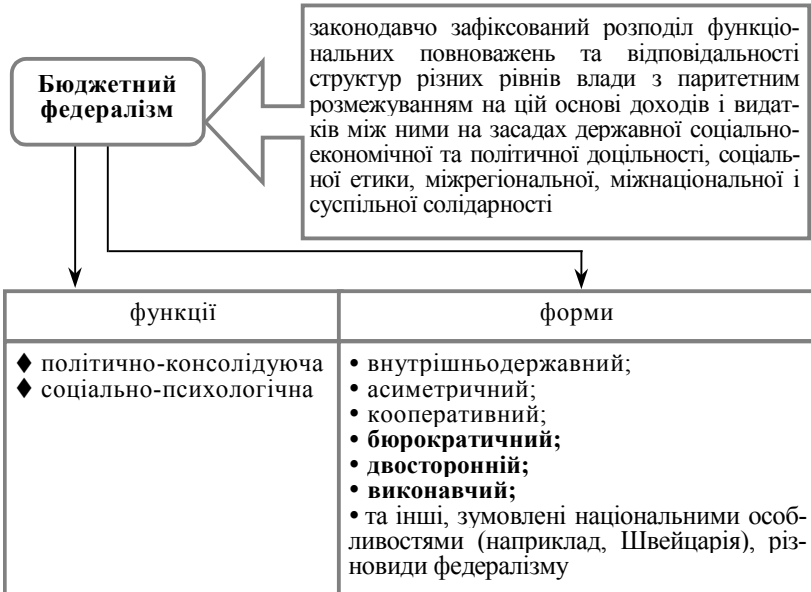 Бюджетний
федералізм
законодавчо зафіксований розподіл функціо-
нальних повноважень та відповідальності
структур різних рівнів влади з паритетним
розмежуванням на цій основі доходів і видат-
ків між ними на засадах державної соціально-
економічної та політичної доцільності, соціаль-
ної етики, міжрегіональної, міжнаціональної і
суспільної солідарності
функції
♦ політично-консолідуюча
♦ соціально-психологічна
форми
• внутрішньодержавний;
• асиметричний;
• кооперативний;
• бюрократичний;
• двосторонній;
• виконавчий;
• та інші, зумовлені національними особ-
ливостями (наприклад, Швейцарія), різ-
новиди федералізму